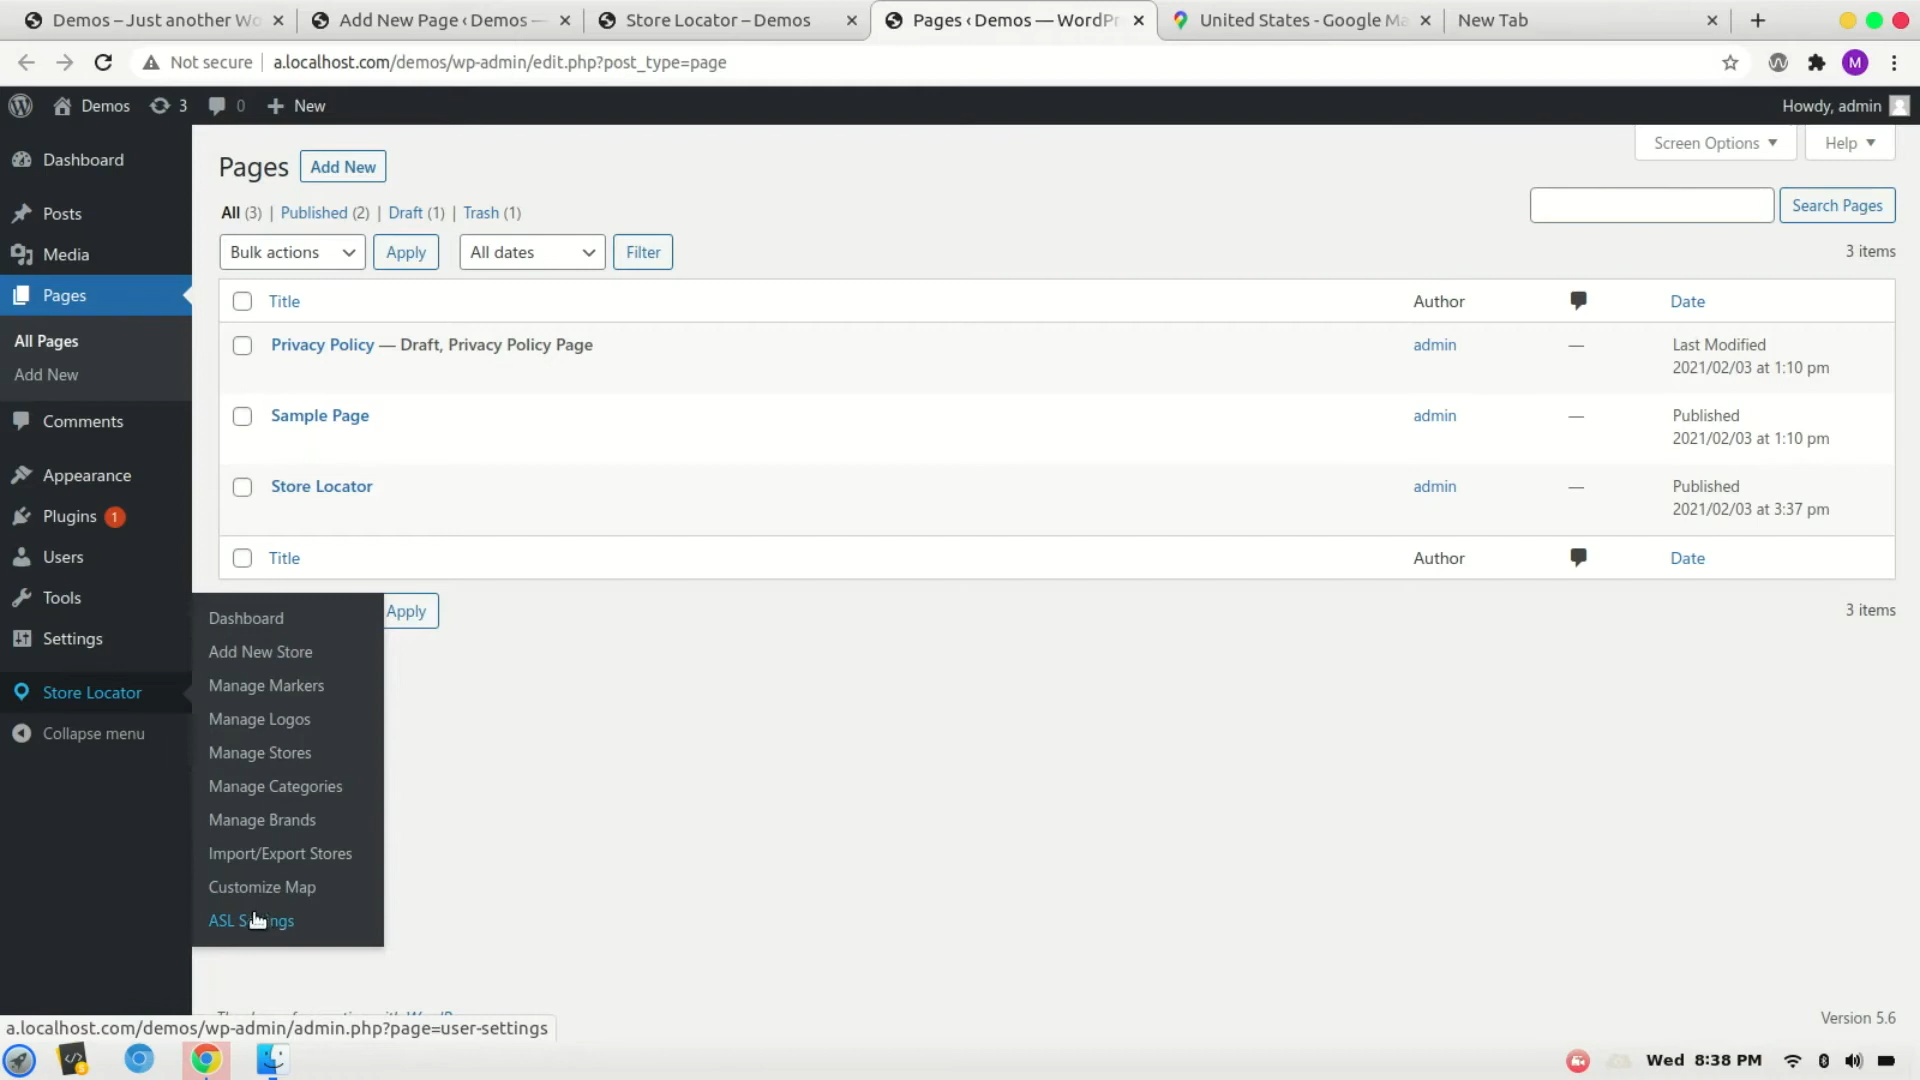 Demos – Just another Wo
Add New Page ‹ Demos —
Store Locator – Demos
Pages ‹ Demos — WordPr
United States - Google Ma
New Tab
Not secure
a.localhost.com/demos/wp-admin/edit.php?post_type=page
M
Demos
3
0
New
Howdy, admin
Dashboard
Posts
Media
Pages
All Pages
Add New
Comments
Appearance
Plugins 1
Users
Tools
Settings
Store Locator
Collapse menu
Pages
Add New
Screen Options
Help
All (3) | Published (2) | Draft (1) | Trash (1)
Search Pages
Bulk actions
Apply
All dates
Filter
3 items
Title
Author
Date
Privacy Policy — Draft, Privacy Policy Page
admin
—
Last Modified
2021/02/03 at 1:10 pm
Sample Page
admin
—
Published
2021/02/03 at 1:10 pm
Store Locator
admin
—
Published
2021/02/03 at 3:37 pm
Title
Author
Date
Apply
3 items
Dashboard
Add New Store
Manage Markers
Manage Logos
Manage Stores
Manage Categories
Manage Brands
Import/Export Stores
Customize Map
ASL
Version 5.6
a.localhost.com/demos/wp-admin/admin.php?page=user-settings
Wed 8:38 PM